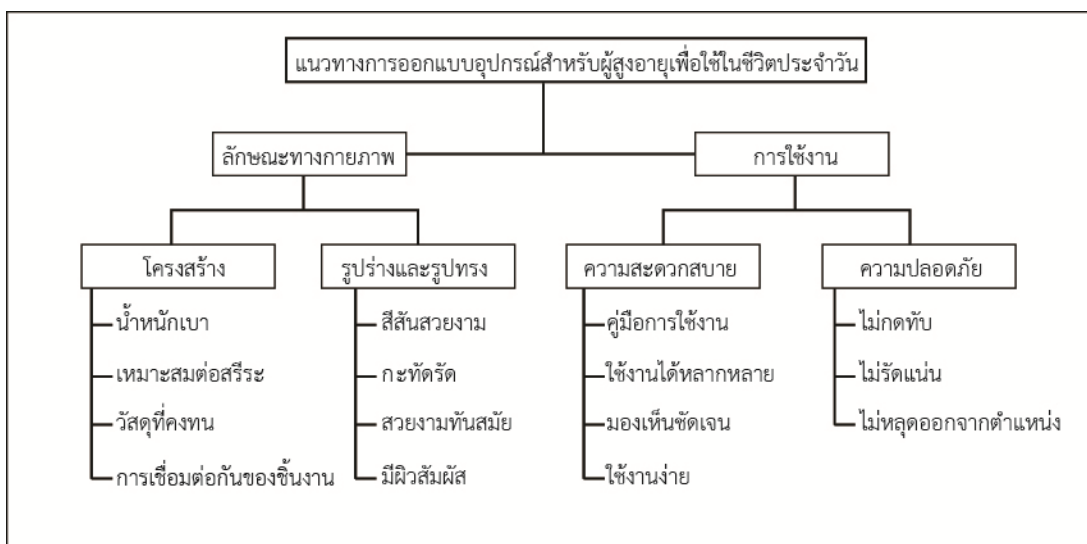 แนวทางการออกแบบอุปกรณ์สำหรับผู้สูงอายุเพื่อใช้ในชีวิตประจำวัน
ลักษณะทางกายภาพ
การใช้งาน
โครงสร้าง
รูปร่างและรูปทรง
ความสะดวกสบาย
ความปลอดภัย
น้ำหนักเบา
สีสันสวยงาม
คู่มือการใช้งาน
ไม่กดทับ
เหมาะสมต่อสรีระ
กะทัดรัด
ใช้งานได้หลากหลาย
ไม่รัดแน่น
วัสดุที่คงทน
สวยงามทันสมัย
มองเห็นชัดเจน
ไม่หลุดออกจากตำแหน่ง
การเชื่อมต่อกันของชิ้นงาน
มีผิวสัมผัส
ใช้งานง่าย